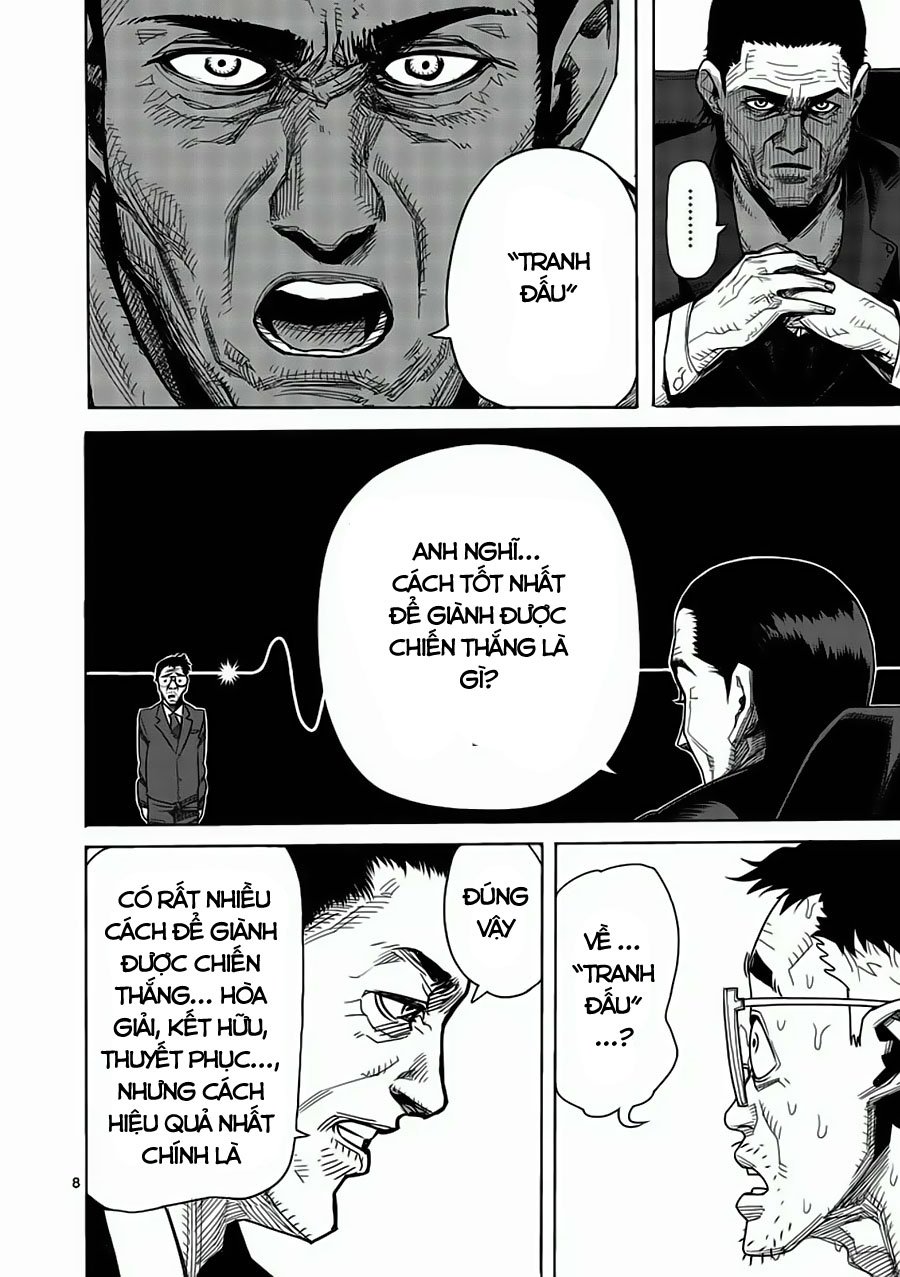 ………
“TRANH
ĐẤU”
ANH NGHĨ…
CÁCH TỐT NHẤT
ĐỂ GIÀNH ĐƯỢC
CHIẾN THẮNG LÀ
GÌ?
VỀ …
“TRANH
ĐẤU”
…?
ĐÚNG
VẬY
CÓ RẤT NHIỀU
CÁCH ĐỂ GIÀNH
ĐƯỢC CHIẾN
THẮNG… HÒA
GIẢI, KẾT HỮU,
THUYẾT PHỤC…,
NHƯNG CÁCH
HIỆU QUẢ NHẤT
CHÍNH LÀ
8